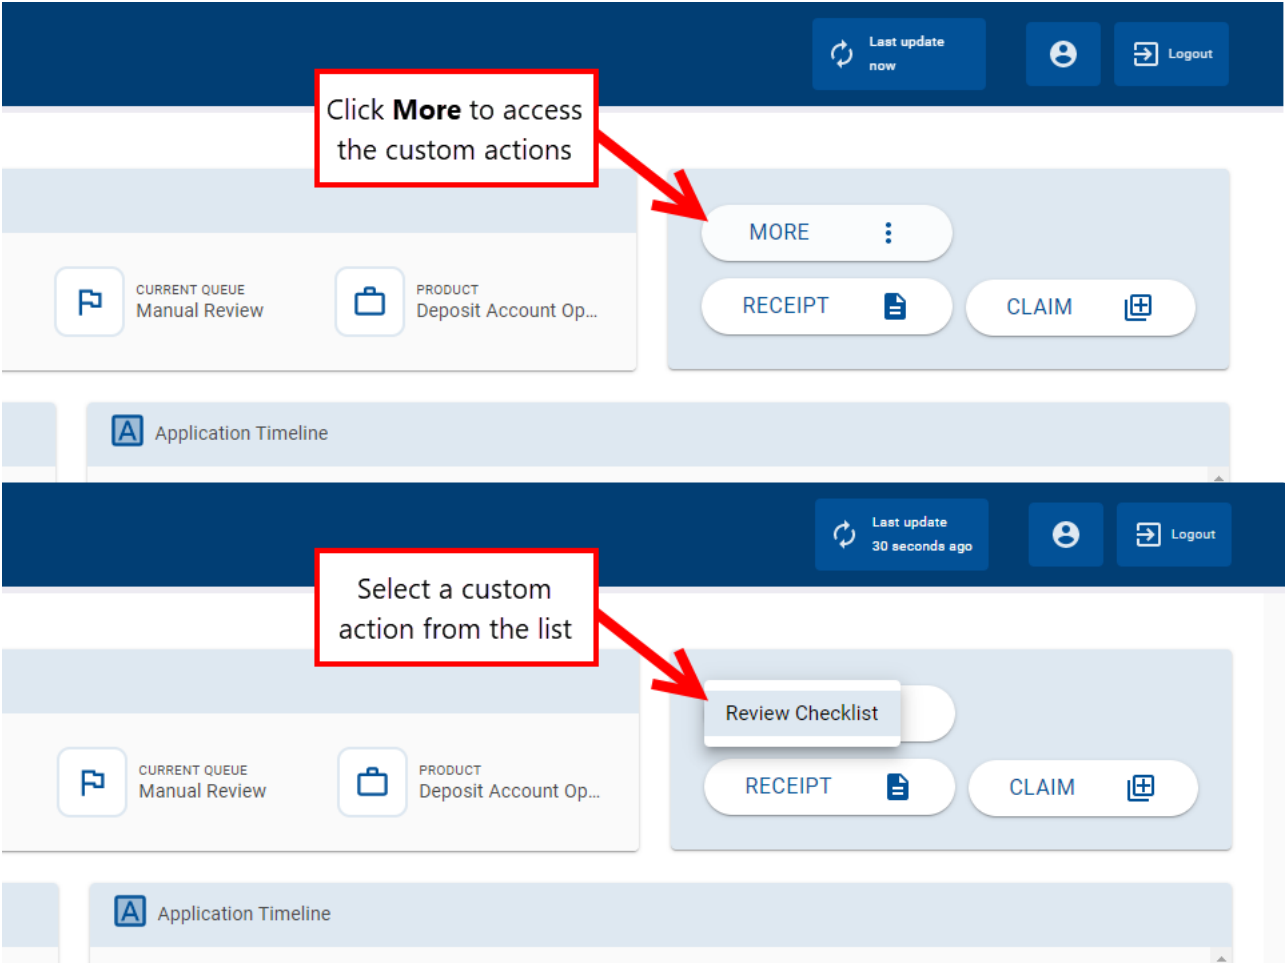 Last update
now
Logout
Click More to access
the custom actions
MORE
CURRENT QUEUE
Manual Review
PRODUCT
Deposit Account Op...
RECEIPT
CLAIM
A Application Timeline
Last update
30 seconds ago
Logout
Select a custom
action from the list
Review Checklist
CURRENT QUEUE
Manual Review
PRODUCT
Deposit Account Op...
RECEIPT
CLAIM
A Application Timeline